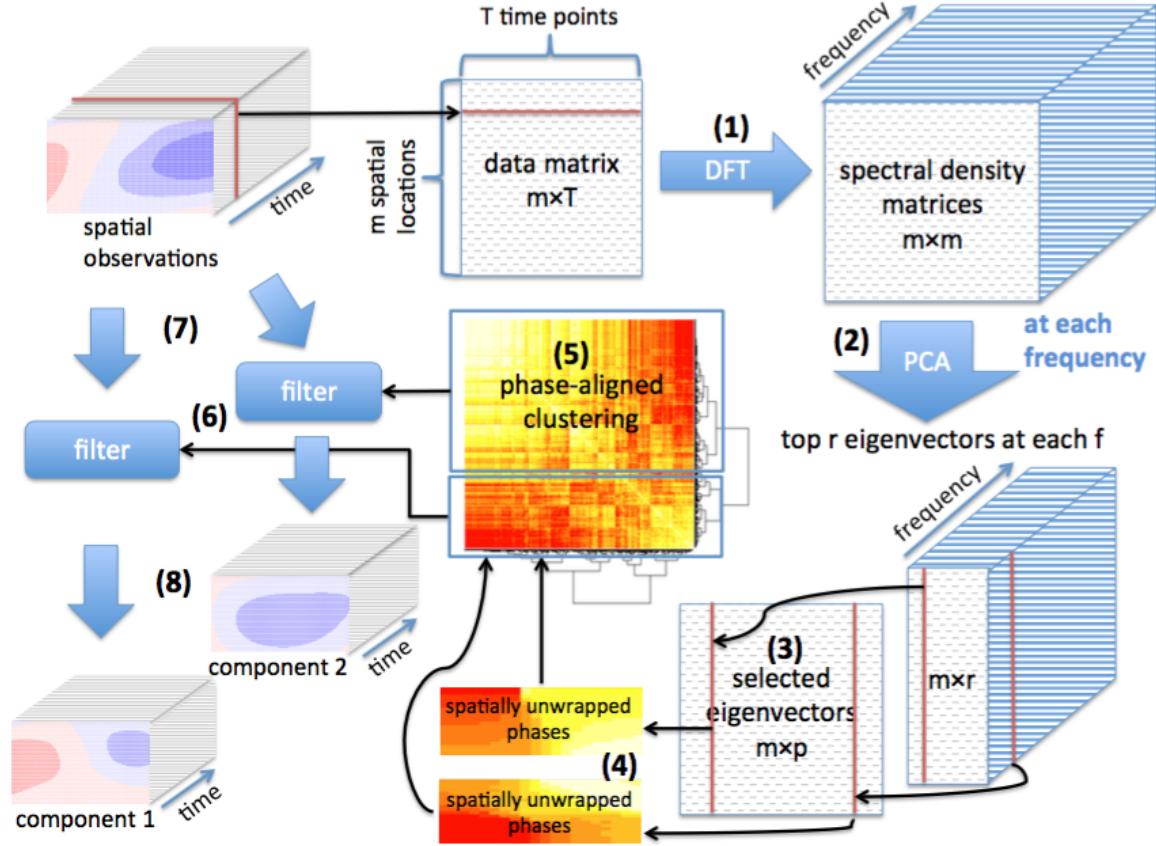 T time points
frequency
(1)
DFT
data matrix
m×T
m spatial
locations
time
spatial
observations
spectral density
matrices
m×m
(2)
PCA
at each
frequency
(7)
(5)
phase-aligned
clustering
filter
(6)
filter
top r eigenvectors at each f
frequency
(8)
component 2
time
(3)
selected
eigenvectors
m×p
m×r
spatially unwrapped
phases
(4)
spatially unwrapped
phases
time
component 1